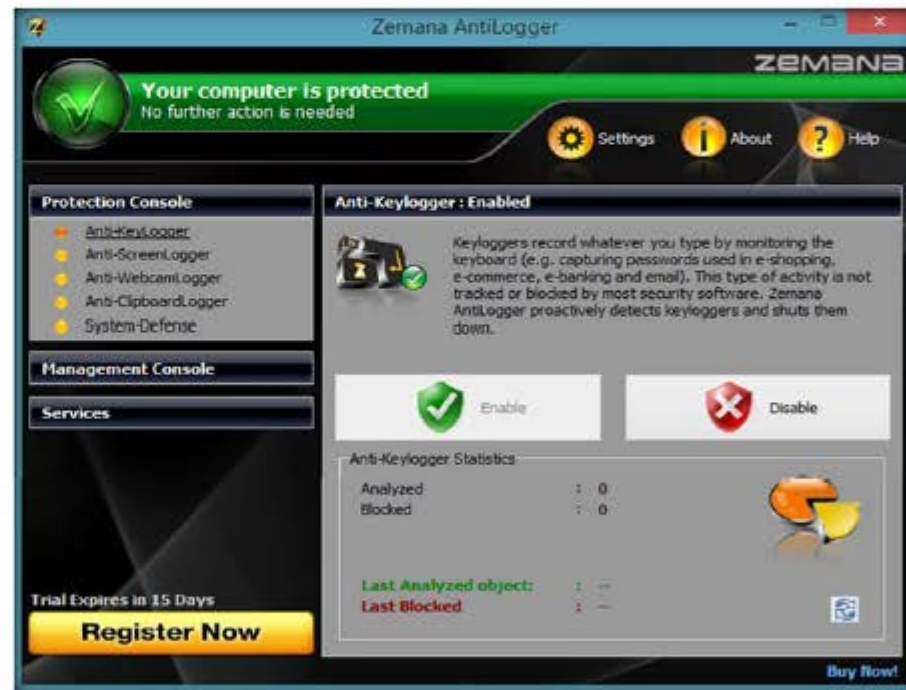 Zemana AntiLogger
ZEMANA
Your computer is protected
No further action is needed
Settings
About
Help
Protection Console
Anti-KeyLogger
Anti-ScreenLogger
Anti-WebcamLogger
Anti-ClipboardLogger
System-Defense
Management Console
Services
Trial Expires in 15 Days
Register Now
Anti-Keylogger : Enabled
Keyloggers record whatever you type by monitoring the
keyboard (e.g. capturing passwords used in e-shopping,
e-commerce, e-banking and email). This type of activity is not
tracked or blocked by most security software. Zemana
AntiLogger proactively detects keyloggers and shuts them
down.
Enable
Disable
Anti-Keylogger Statistics
Analyzed : 0
Blocked : 0
Last Analyzed object: : --
Last Blocked : --
Buy Now!